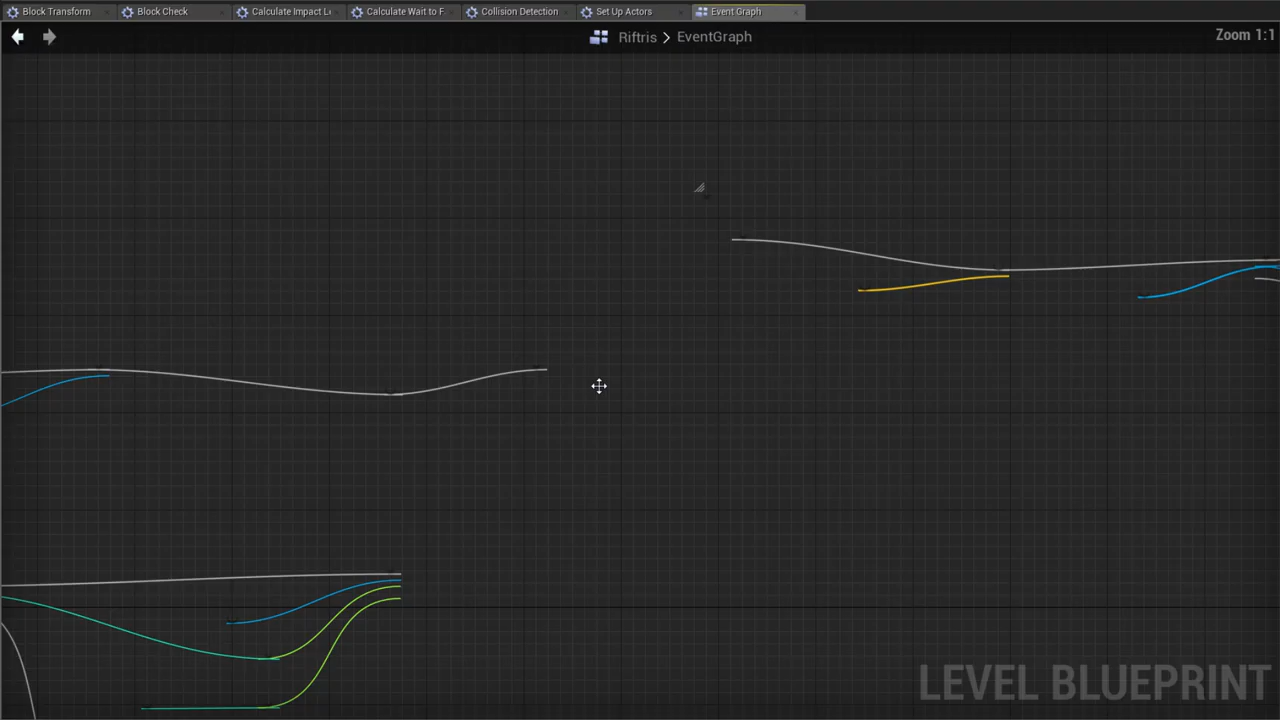 Block Transform
Block Check
Calculate Impact L
Calculate Wait to F
Collision Detection
Set Up Actors
Event Graph
Riftris > EventGraph
Zoom 1:1
LEVEL BLUEPRINT